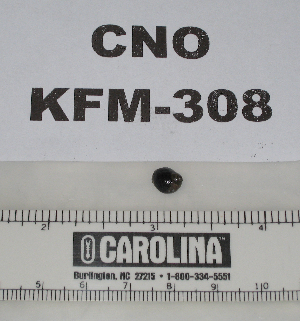 CNO
KFM-308
2 3 4
CAROLINA
Burlington, NC 27215 • 1-800-334-5551
5 6 7 8 9 10